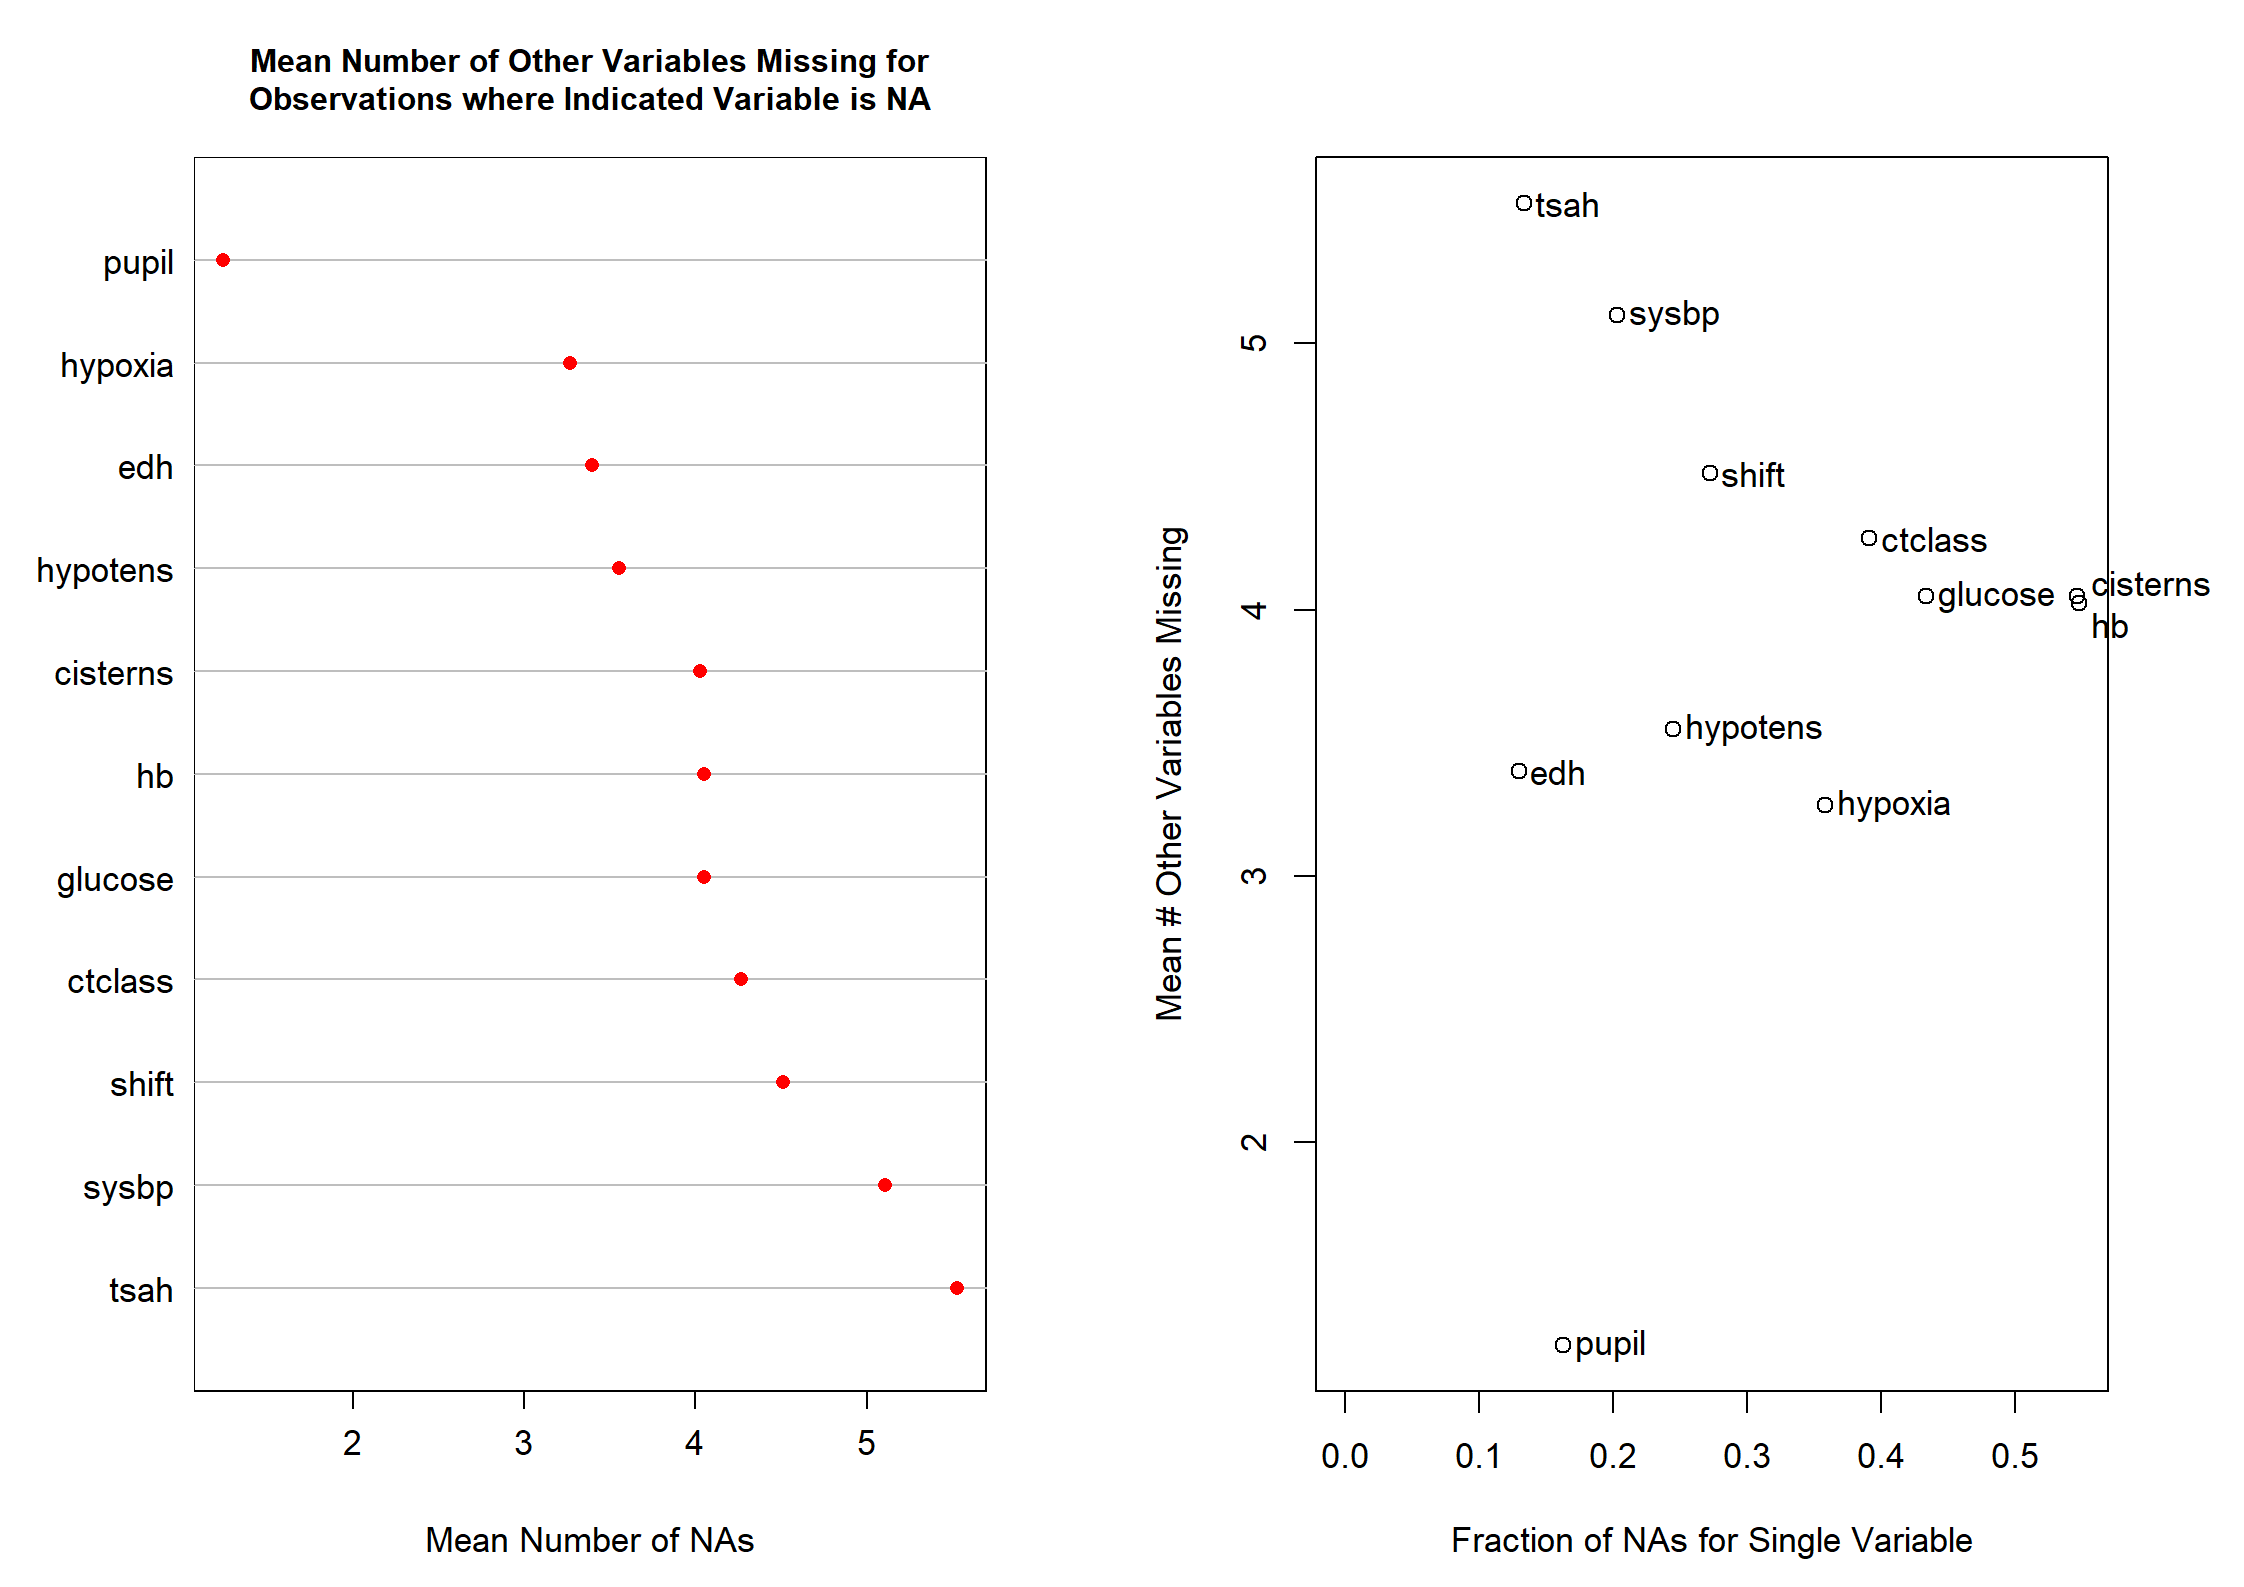 Mean Number of Other Variables Missing for
Observations where Indicated Variable is NA
pupil
hypoxia
edh
hypotens
cisterns
hb
glucose
ctclass
shift
sysbp
tsah
2 3 4 5
Mean Number of NAs
Mean # Other Variables Missing
5
4
3
2
tsah
sysbp
shift
ctclass
cisterns
glucose
hb
hypotens
edh
hypoxia
pupil
0.0 0.1 0.2 0.3 0.4 0.5
Fraction of NAs for Single Variable